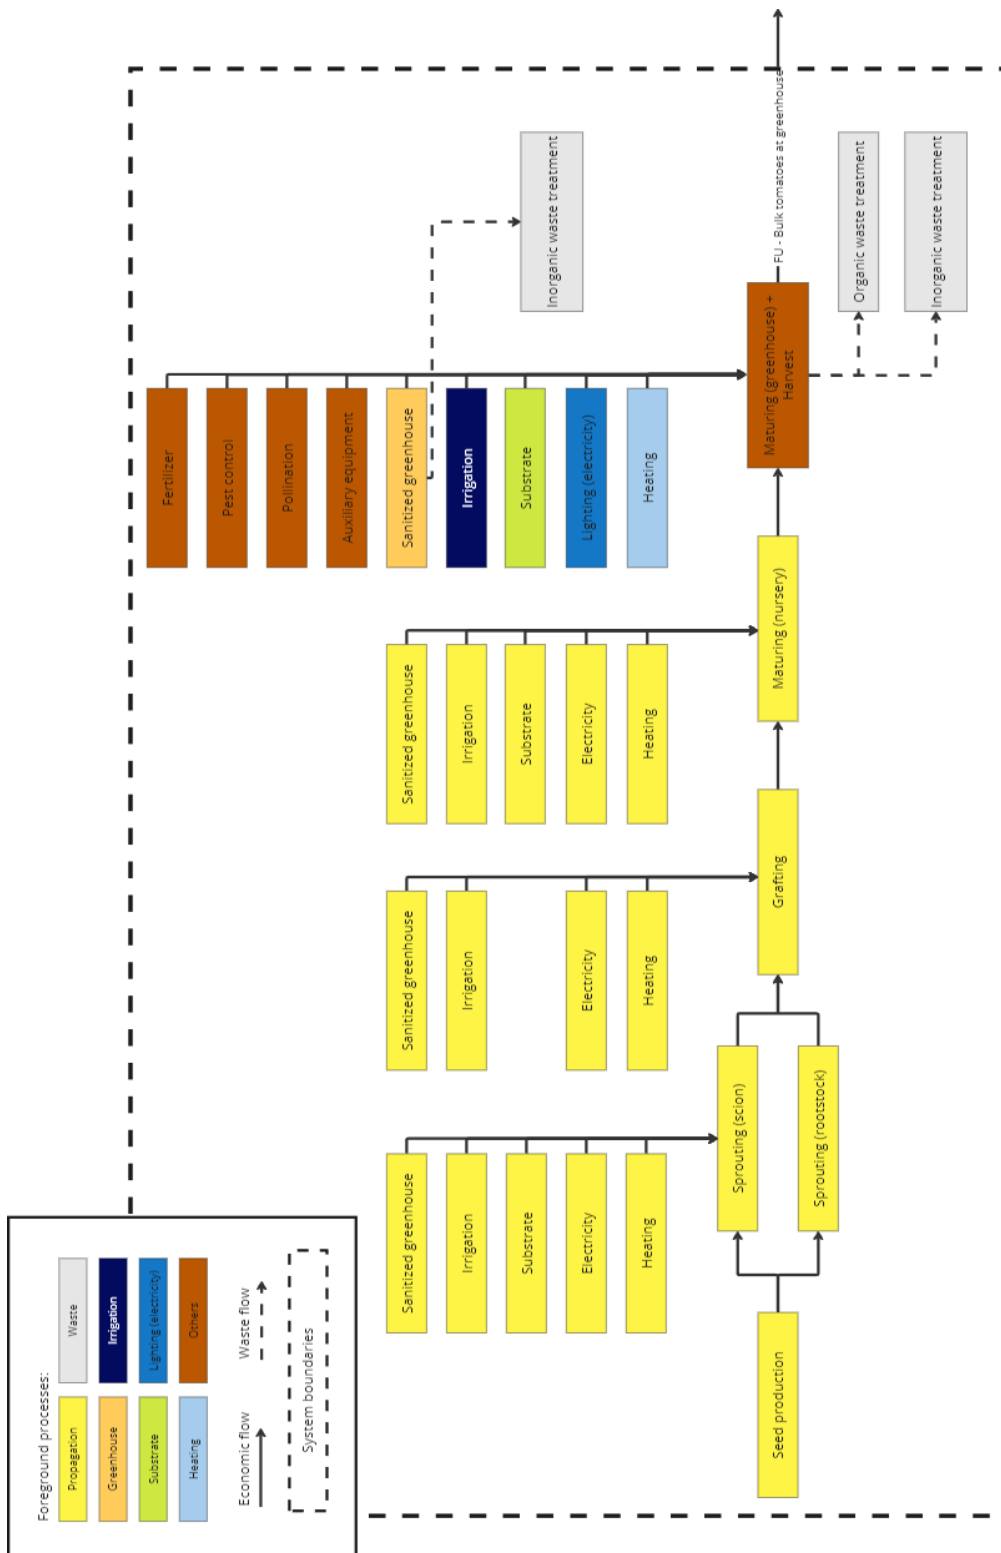 Foreground processes:
Propagation
Waste
Greenhouse
Irrigation
Substrate
Lighting (electricity)
Heating
Others
Economic flow
Waste flow
System boundaries
Fertilizer
Pest control
Pollination
Auxiliary equipment
Sanitized greenhouse
Irrigation
Substrate
Lighting (electricity)
Heating
Inorganic waste treatment
Sanitized greenhouse
Irrigation
Substrate
Electricity
Heating
Sanitized greenhouse
Irrigation
Electricity
Heating
Sanitized greenhouse
Irrigation
Substrate
Electricity
Heating
Seed production
Sprouting (scion)
Sprouting (rootstock)
Grafting
Maturing (nursery)
Maturing (greenhouse) +
Harvest
FU - Bulk tomatoes at greenhouse
Organic waste treatment
Inorganic waste treatment